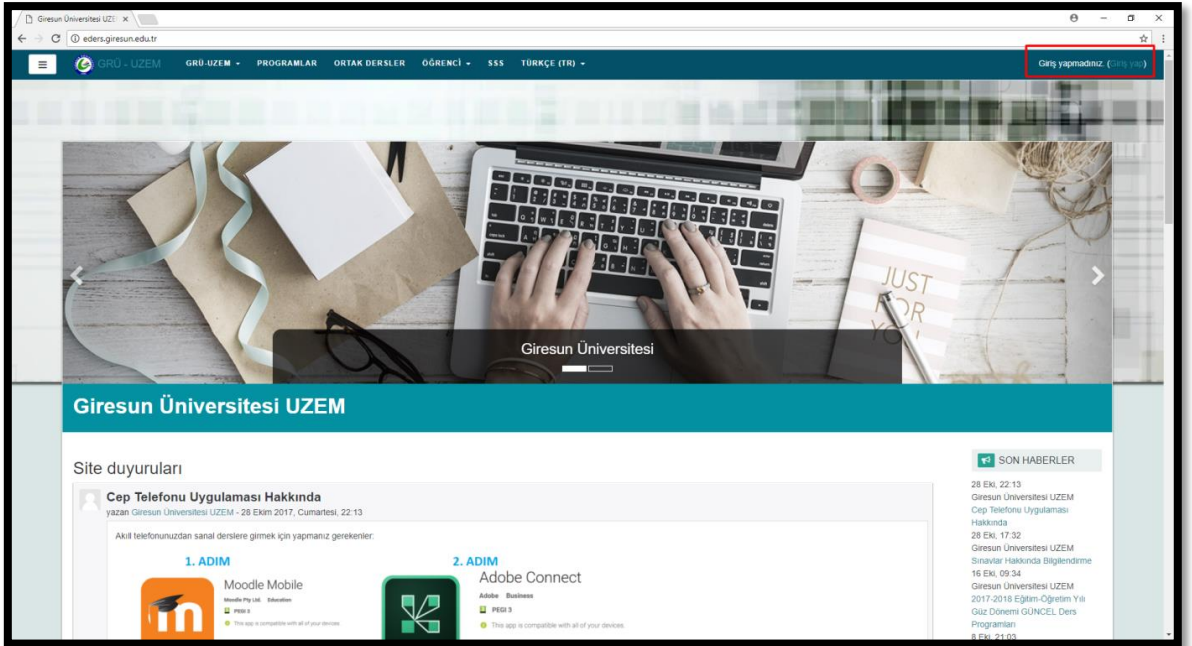 Giresun Üniversitesi UZE
eders.giresun.edu.tr
GRÜ - UZEM GRÜ-UZEM PROGRAMLAR ORTAK DERSLER ÖĞRENCİ SSS TÜRKÇE (TR) Giriş yapmadınız. (Giriş yap)
JUST
FOR
YOU
Giresun Üniversitesi
Giresun Üniversitesi UZEM
Site duyuruları
Cep Telefonu Uygulaması Hakkında
yazan Giresun Üniversitesi UZEM - 28 Ekim 2017, Cumartesi, 22:13
Akıll telefonunuzdan sanal derslere girmek için yapmanız gerekenler:
1. ADIM 2. ADIM
Moodle Mobile
Moodle Pty Ltd. Education
PEGI 3
This app is compatible with all of your devices.
Adobe Connect
Adobe Business
PEGI 3
This app is compatible with all of your devices.
SON HABERLER
28 Eki, 22:13
Giresun Üniversitesi UZEM
Cep Telefonu Uygulaması
Hakkında
28 Eki, 17:32
Giresun Üniversitesi UZEM
Sınavlar Hakkında Bilgilendirme
16 Eki, 09:34
Giresun Üniversitesi UZEM
2017-2018 Eğitim-Öğretim Yılı
Güz Dönemi GÜNCEL Ders
Programları
8 Eki, 21:03